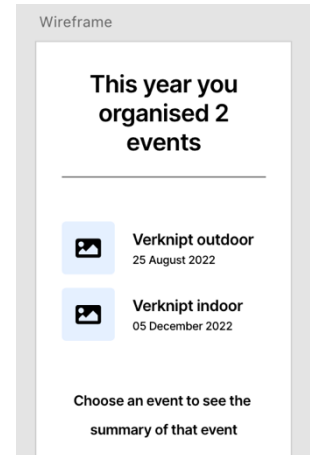 Wireframe
This year you
organised 2
events
Verknipt outdoor
25 August 2022
Verknipt indoor
05 December 2022
Choose an event to see the
summary of that event